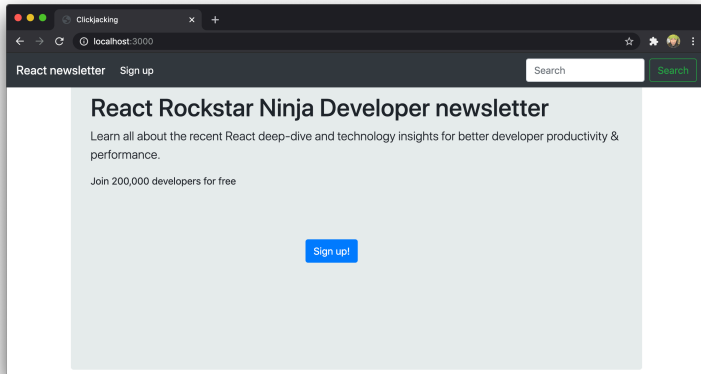 Clickjacking
localhost:3000
React newsletter Sign up Search Search
React Rockstar Ninja Developer newsletter
Learn all about the recent React deep-dive and technology insights for better developer productivity &
performance.
Join 200,000 developers for free
Sign up!